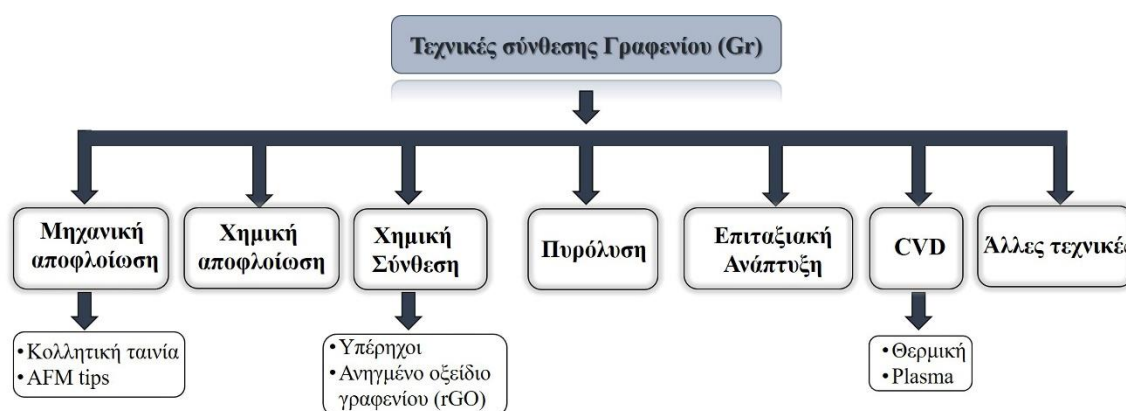 Τεχνικές σύνθεσης Γραφενίου (Gr)
Μηχανική
αποφλοίωση
Χημική
αποφλοίωση
Χημική
Σύνθεση
Πυρόλυση
Επιταξιακή
Ανάπτυξη
CVD
Άλλες τεχνικές
• Κολλητική ταινία
• AFM tips
• Υπέρηχοι
• Ανηγμένο οξείδιο
γραφενίου (rGO)
• Θερμική
• Plasma